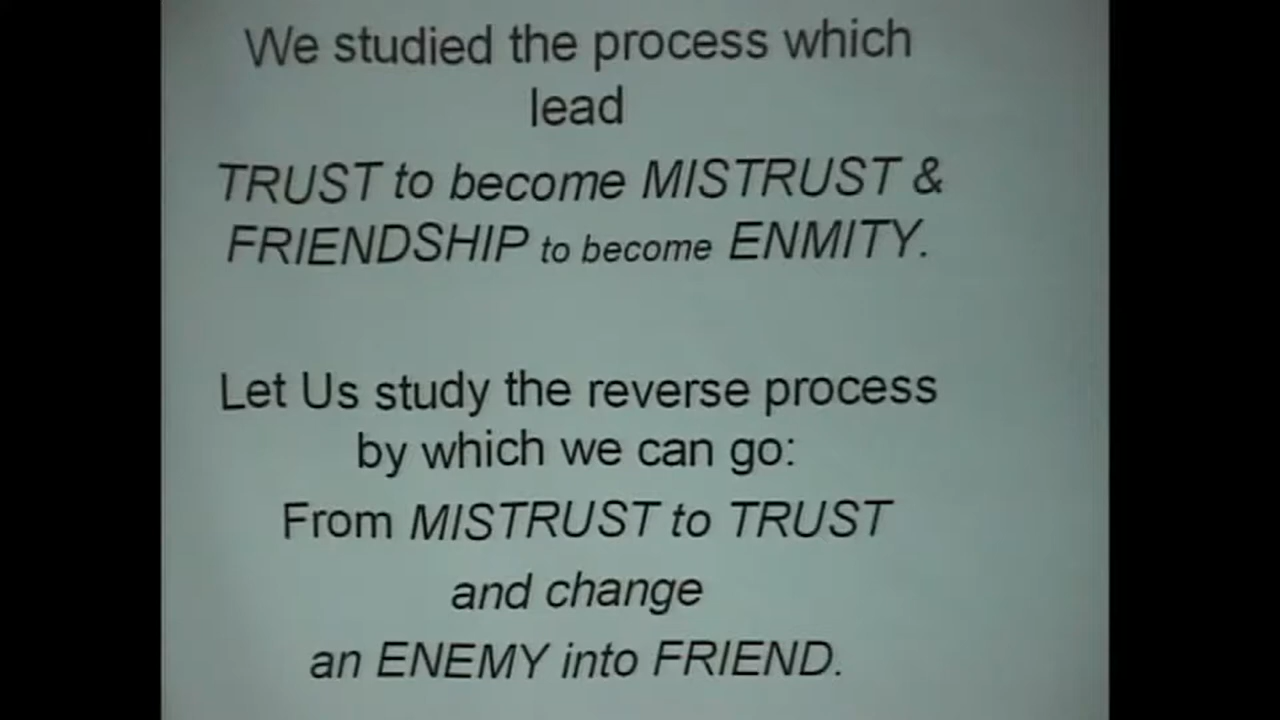 We studied the process which
lead
TRUST to become MISTRUST &
FRIENDSHIP to become ENMITY.
Let Us study the reverse process
by which we can go:
From MISTRUST to TRUST
and change
an ENEMY into FRIEND.